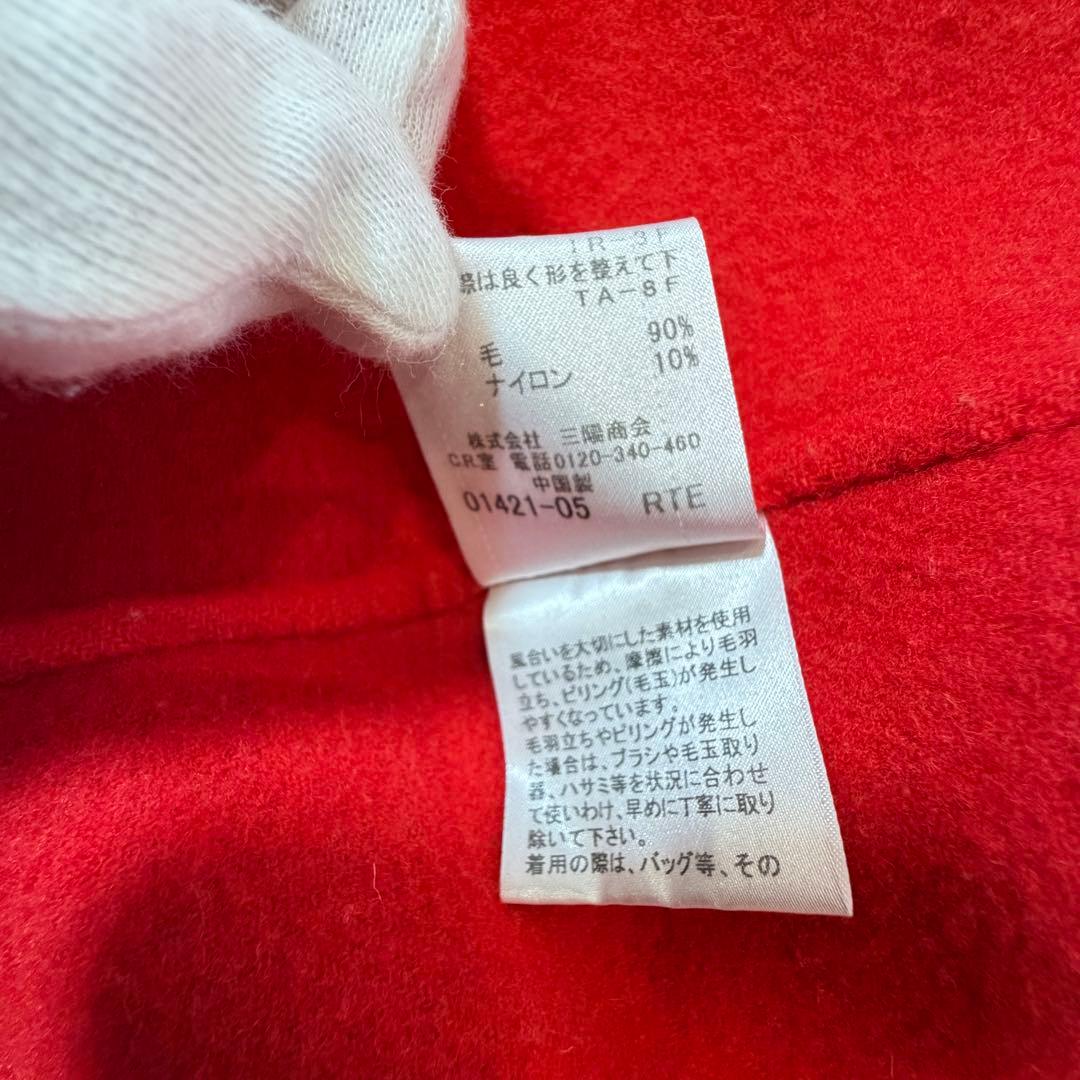 IR-3F
際は良く形を整えて下
TA-8F
毛 90%
ナイロン 10%
株式会社 三陽商会
CR室 電話0120-340-460
中国製
01421-05 RTE
風合いを大切にした素材を使用
しているため、摩擦により毛羽
立ち、ピリング(毛玉)が発生し
やすくなっています。
毛羽立ちやピリングが発生し
た場合は、ブラシや毛玉取り
器、ハサミ等を状況に合わせ
て使いわけ、早めに丁寧に取り
除いて下さい。
着用の際は、バッグ等、その